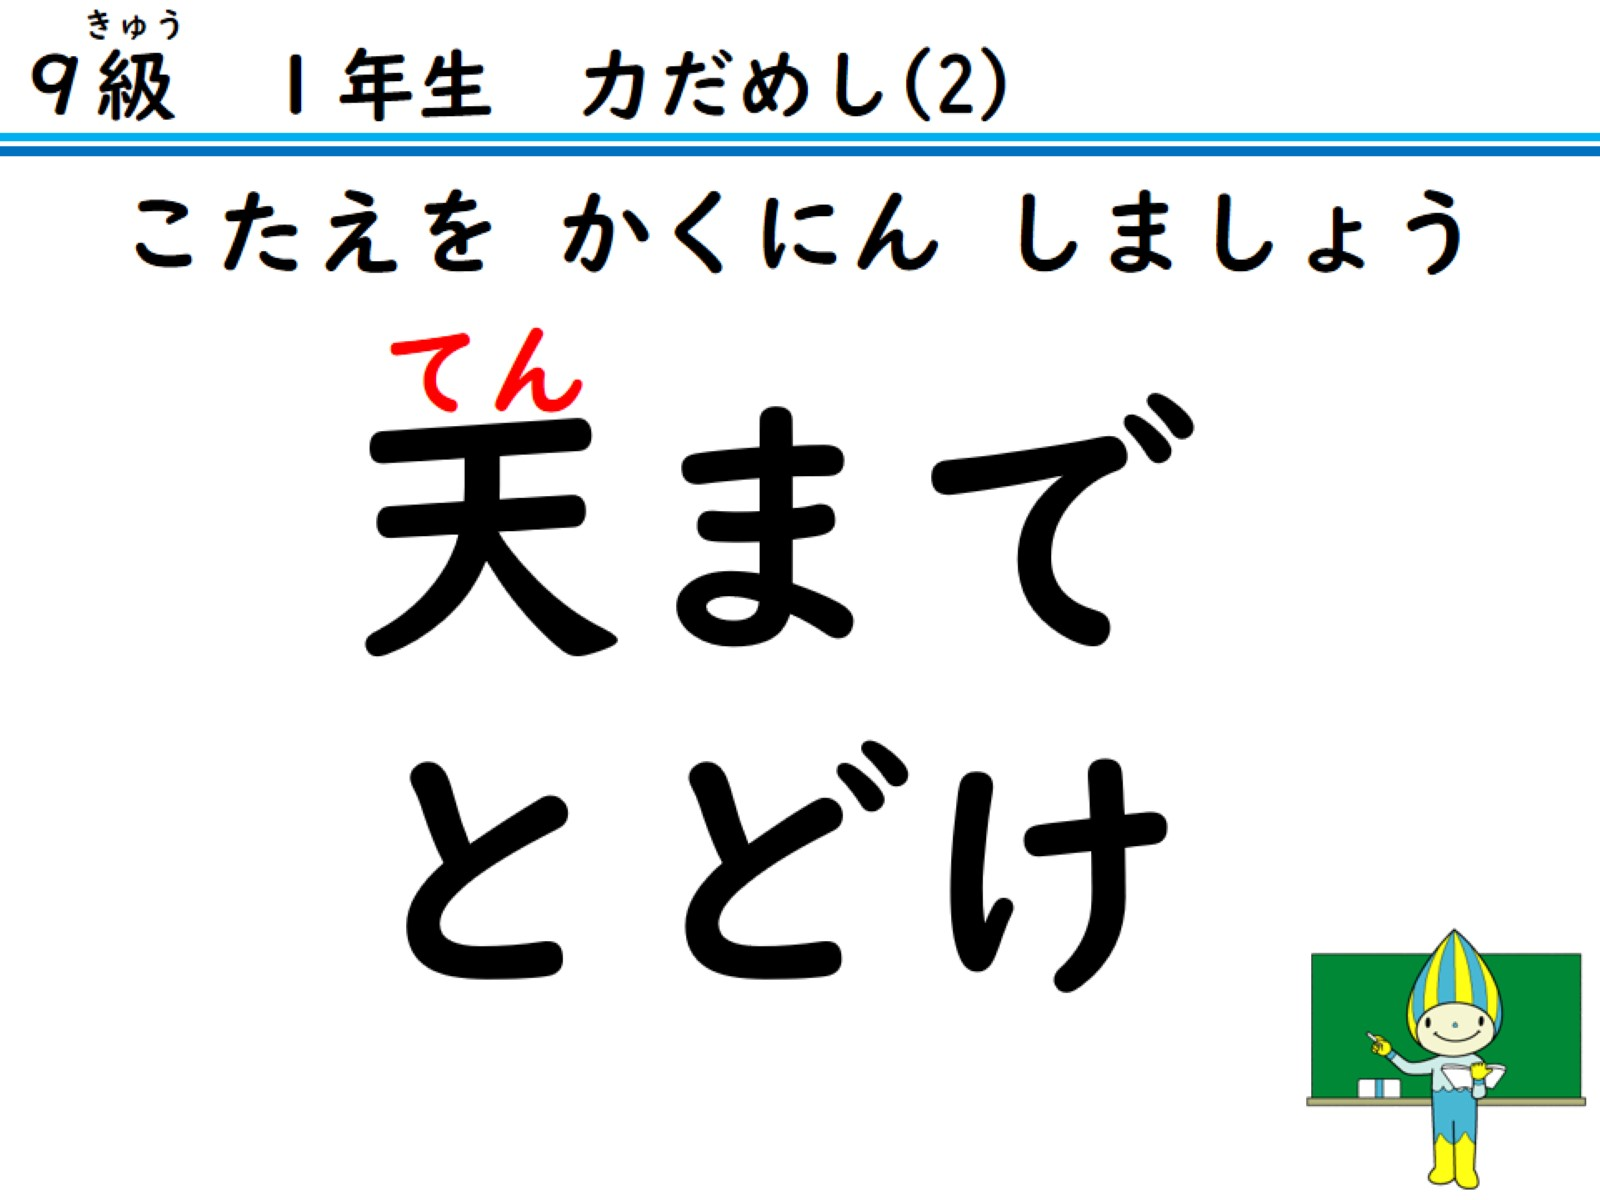 きゅう
9級　1年生　力だめし(2)
こたえを かくにん しましょう
てん
天まで
とどけ